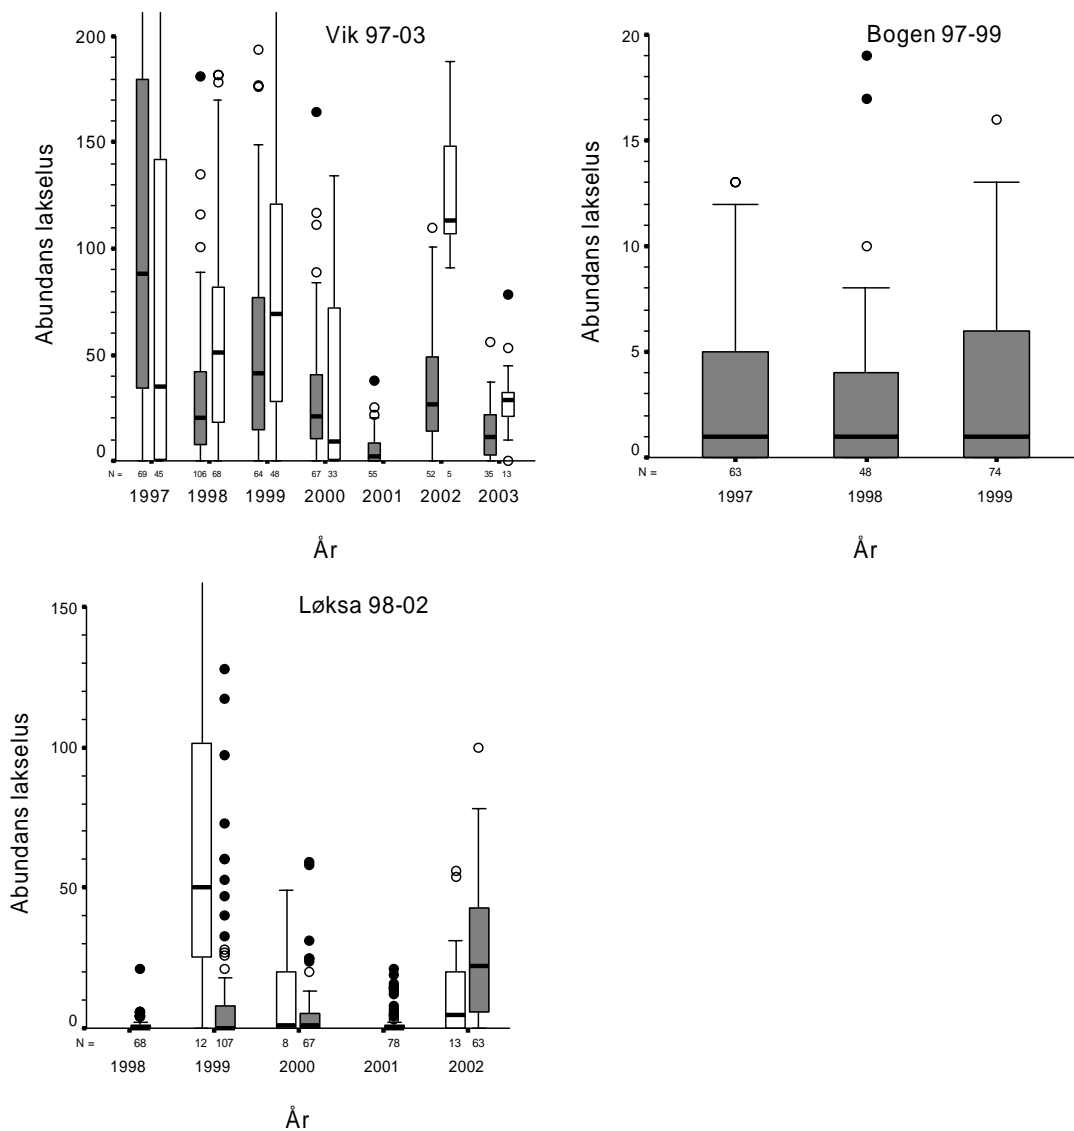 Vik 97-03
Abundans lakselus
200
150
100
50
0
N = 69 45 106 68 64 48 67 33 55 52 5 35 13
1997 1998 1999 2000 2001 2002 2003
År
Bogen 97-99
Abundans lakselus
20
15
10
5
0
N = 63 48 74
1997 1998 1999
År
Løksa 98-02
Abundans lakselus
150
100
50
0
N = 68 12 107 8 67 78 13 63
1998 1999 2000 2001 2002
År